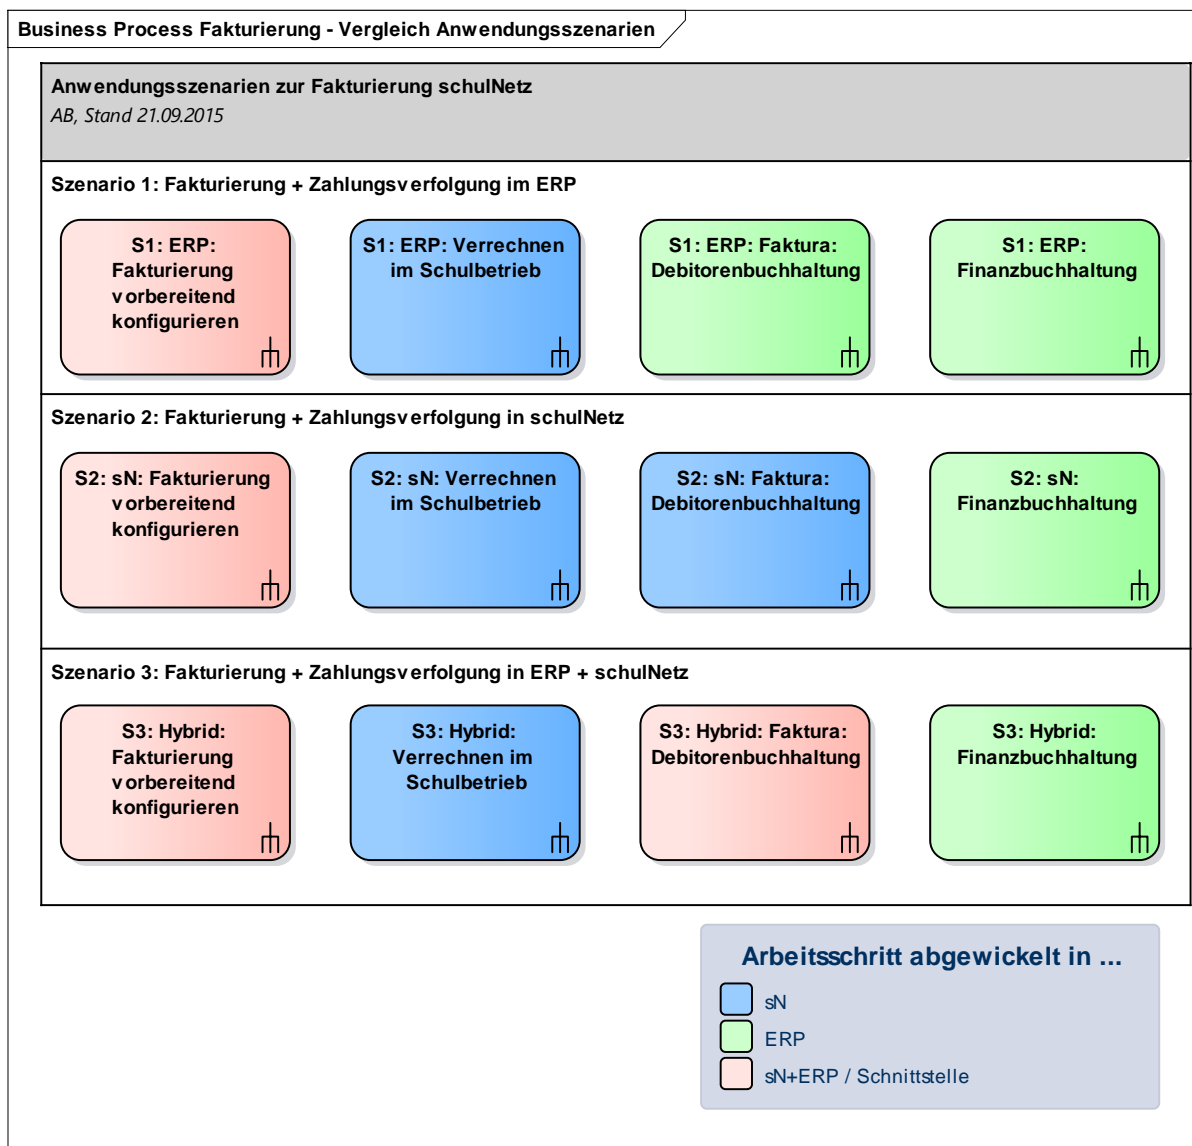 Business Process Fakturierung - Vergleich Anwendungsszenarien
Anwendungsszenarien zur Fakturierung schulNetz
AB, Stand 21.09.2015
Szenario 1: Fakturierung + Zahlungsverfolgung im ERP
S1: ERP:
Fakturierung
vorbereitend
konfigurieren
S1: ERP: Verrechnen
im Schulbetrieb
S1: ERP: Faktura:
Debitorenbuchhaltung
S1: ERP:
Finanzbuchhaltung
Szenario 2: Fakturierung + Zahlungsverfolgung in schulNetz
S2: sN: Fakturierung
vorbereitend
konfigurieren
S2: sN: Verrechnen
im Schulbetrieb
S2: sN: Faktura:
Debitorenbuchhaltung
S2: sN:
Finanzbuchhaltung
Szenario 3: Fakturierung + Zahlungsverfolgung in ERP + schulNetz
S3: Hybrid:
Fakturierung
vorbereitend
konfigurieren
S3: Hybrid:
Verrechnen im
Schulbetrieb
S3: Hybrid: Faktura:
Debitorenbuchhaltung
S3: Hybrid:
Finanzbuchhaltung
Arbeitsschritt abgewickelt in ...
sN
ERP
sN+ERP / Schnittstelle